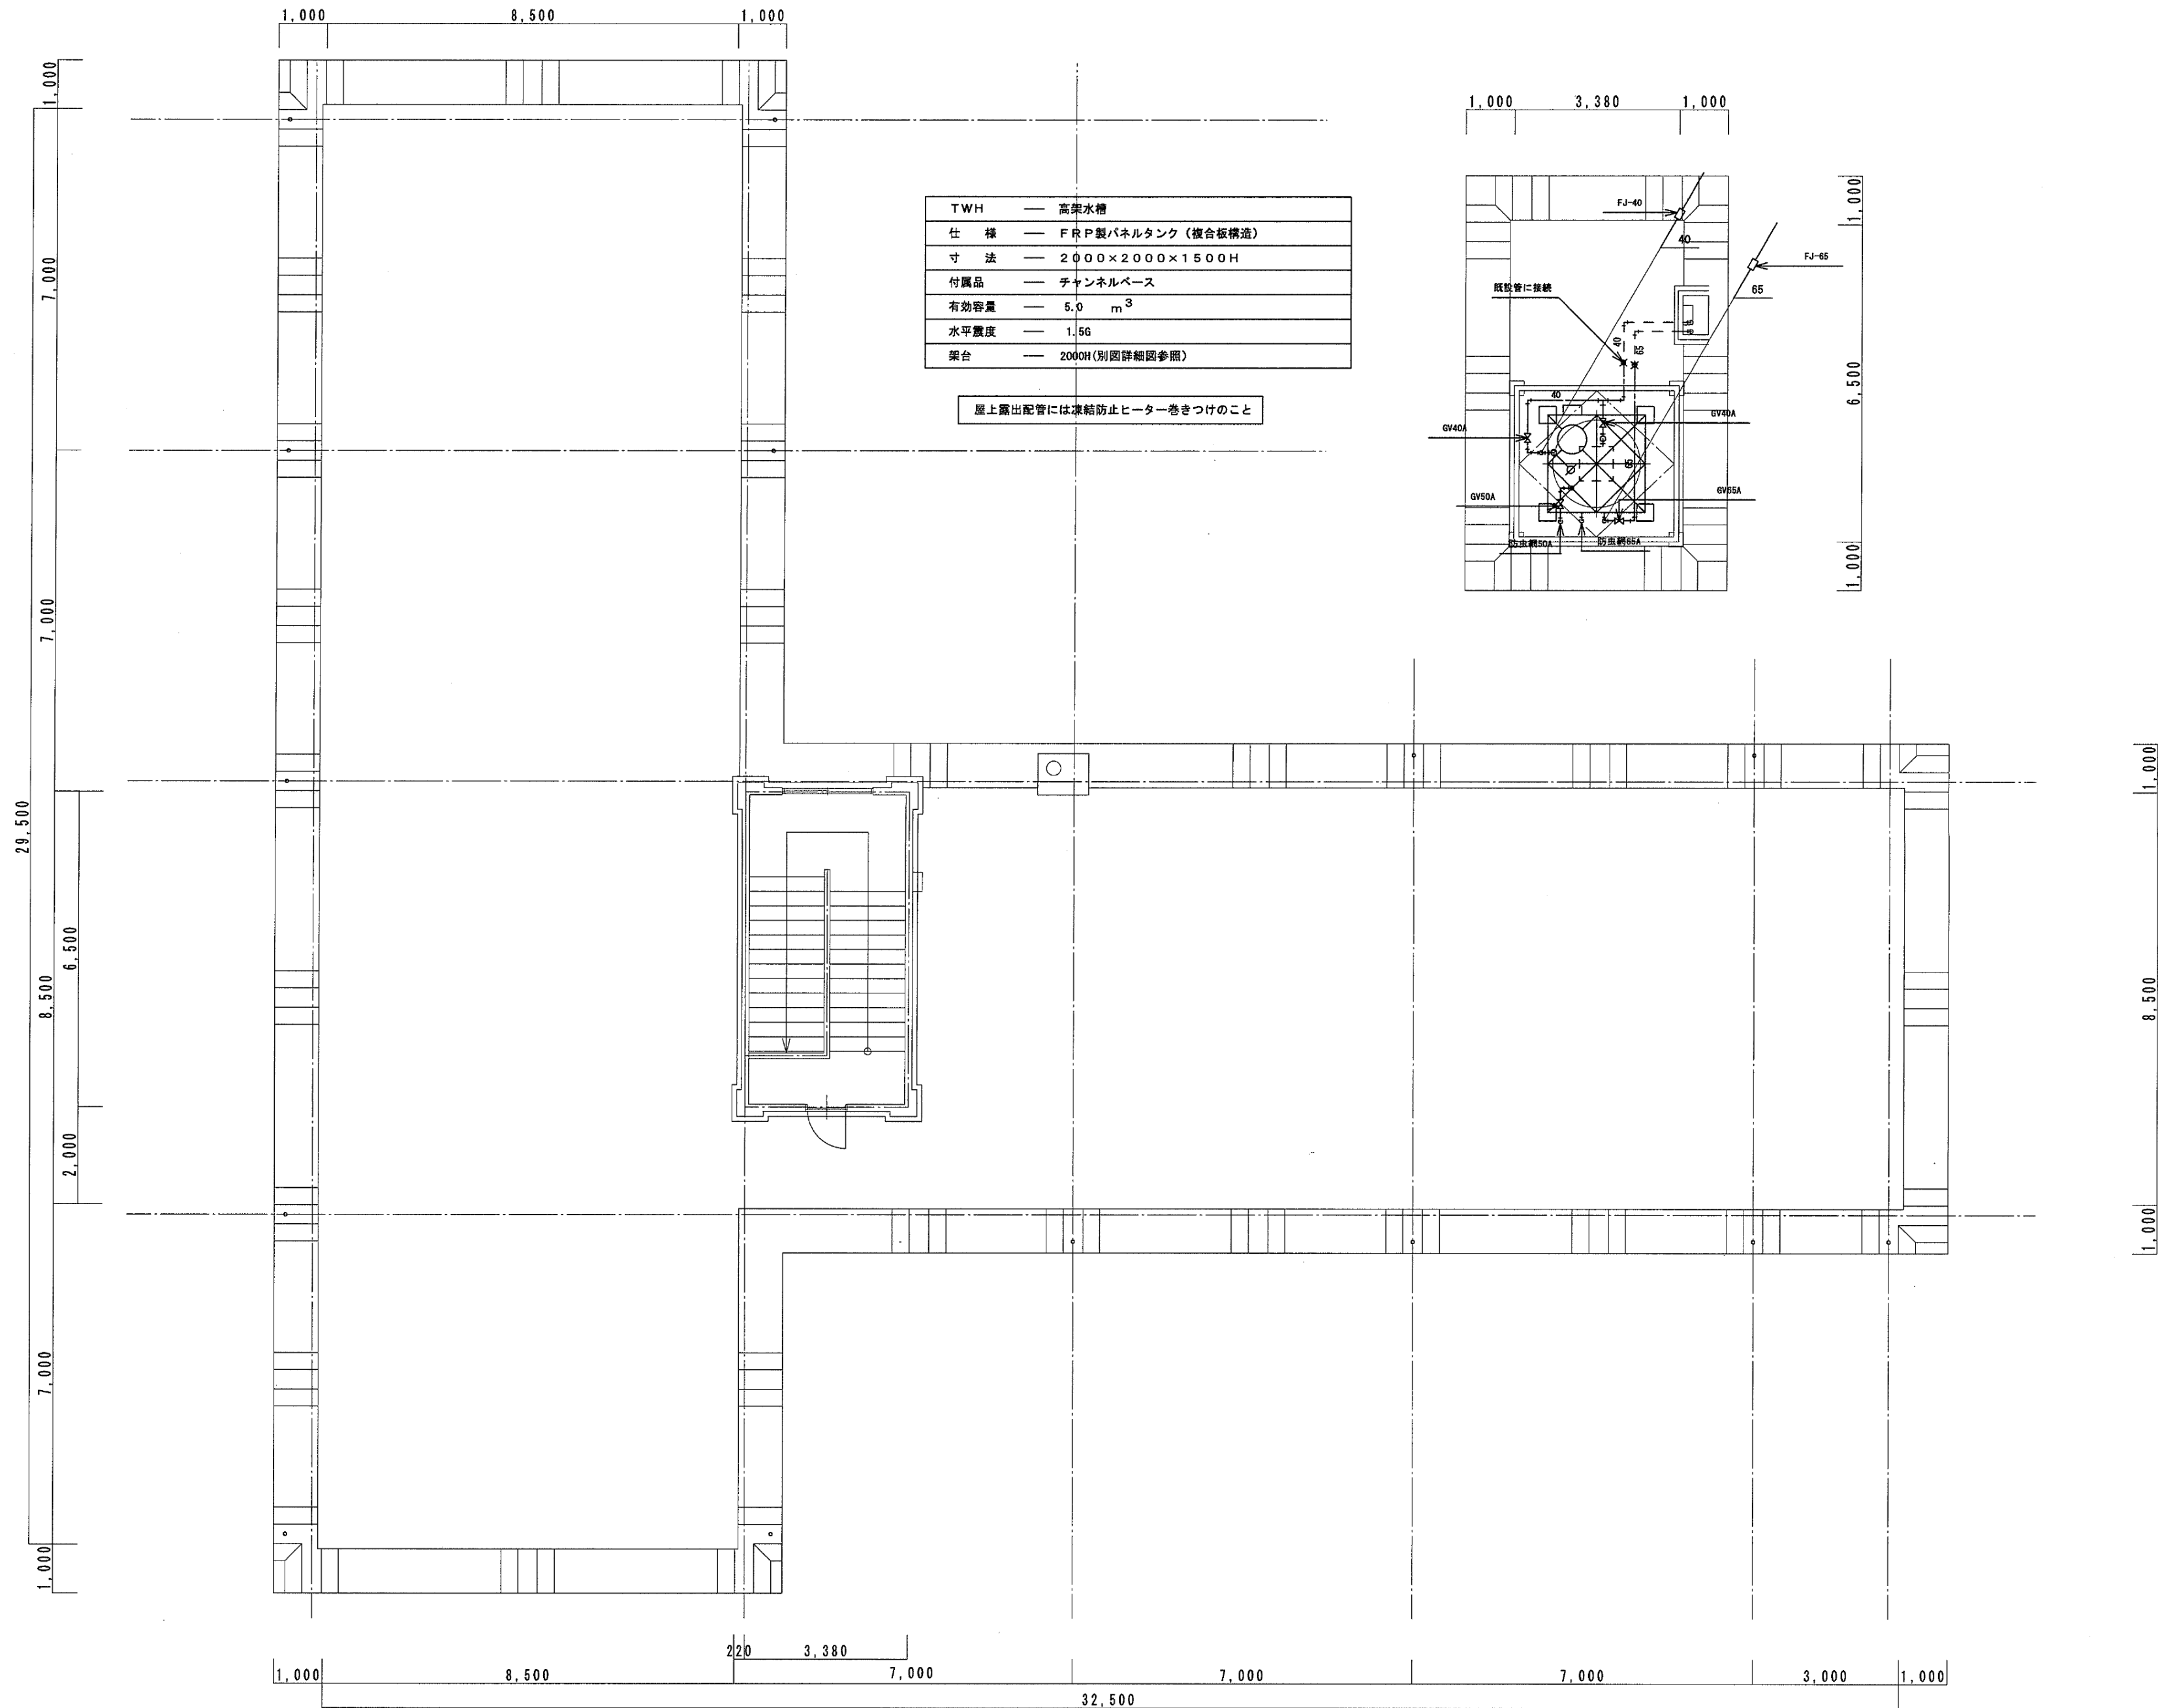 1,000 8,500 1,000
1,000 3,380 1,000
1,000
7,000
7,000
29,500
6,500
8,500
2,000
7,000
1,000
TWH ― 高架水槽
仕 様 ― FRP製パネルタンク（複合板構造）
寸 法 ― 2000×2000×1500H
付属品 ― チャンネルベース
有効容量 ― 5.0 m³
水平震度 ― 1.5G
架台 ― 2000H(別図詳細図参照)
屋上露出配管には凍結防止ヒーター巻きつけのこと
FJ-40
40
FJ-65
65
既設管に接続
40
65
40
GV40A
GV40A
65
GV50A
GV65A
防虫網50A
防虫網65A
1,000
6,500
1,000
1,000
8,500
1,000
220 3,380
1,000 8,500 7,000 7,000 7,000 3,000 1,000
32,500